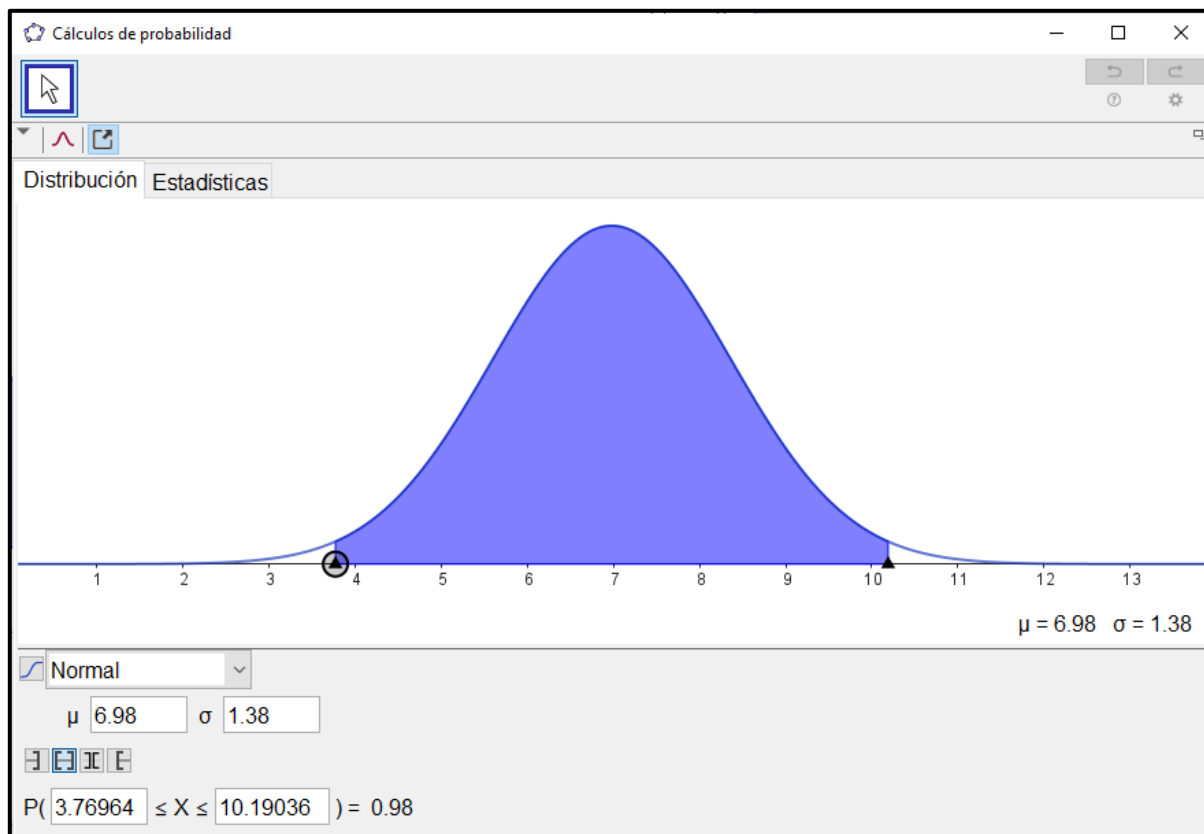 Cálculos de probabilidad
Distribución Estadísticas
1 2 3 4 5 6 7 8 9 10 11 12 13
μ = 6.98 σ = 1.38
Normal
μ 6.98 σ 1.38
P( 3.76964 ≤ X ≤ 10.19036 ) = 0.98